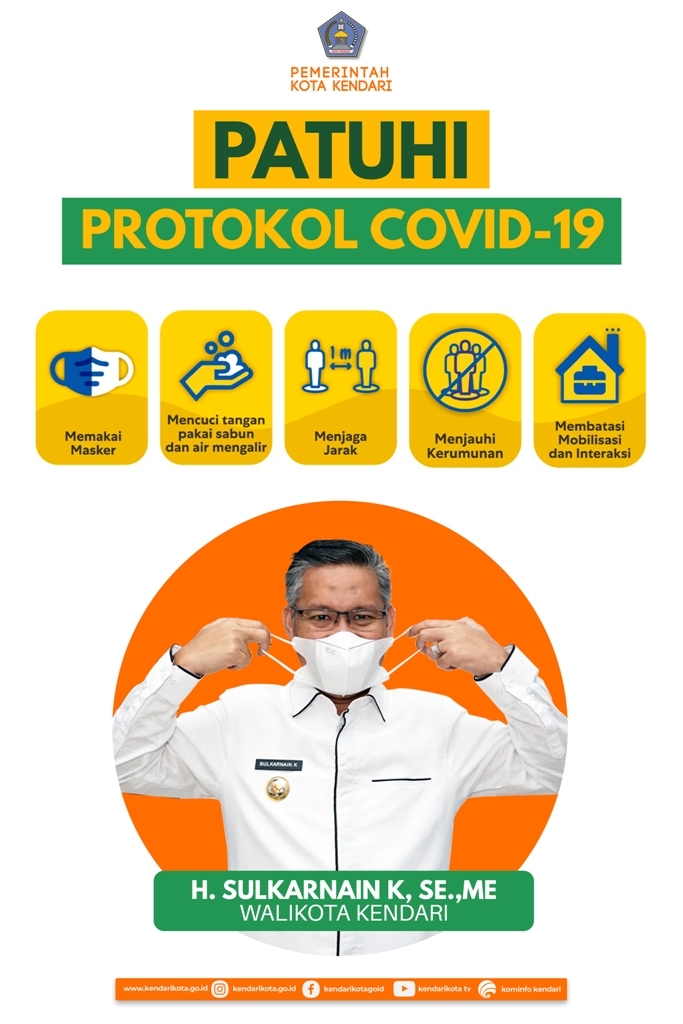 PEMERINTAH
KOTA KENDARI
PATUHI
PROTOKOL COVID-19
Memakai
Masker
Mencuci tangan
pakai sabun
dan air mengalir
1 m
Menjaga
Jarak
Menjauhi
Kerumunan
Membatasi
Mobilisasi
dan Interaksi
SULKARNAIN.K
H. SULKARNAIN K, SE.,ME
WALIKOTA KENDARI
www.kendarikota.go.id kendarikota.go.id kendarikotagoid kendarikota tv kominfo kendari